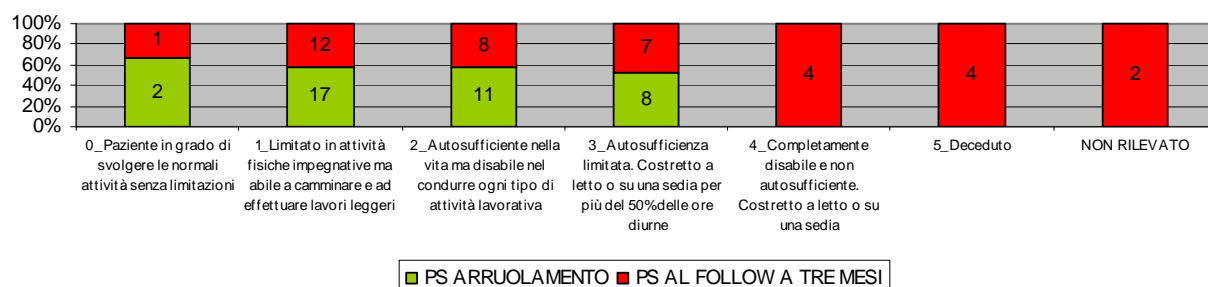 100%
80%
60%
40%
20%
0%
1
12
8
7
4
4
2
2
17
11
8
0_Paziente in grado di
svolgere le normali
attività senza limitazioni
1_Limitato in attività
fisiche impegnative ma
abile a camminare e ad
effettuare lavori leggeri
2_Autosufficiente nella
vita ma disabile nel
condurre ogni tipo di
attività lavorativa
3_Autosufficienza
limitata. Costretto a
letto o su una sedia per
più del 50%delle ore
diurne
4_Completamente
disabile e non
autosufficiente.
Costretto a letto o su
una sedia
5_Deceduto
NON RILEVATO
PS ARRUOLAMENTO PS AL FOLLOW A TRE MESI